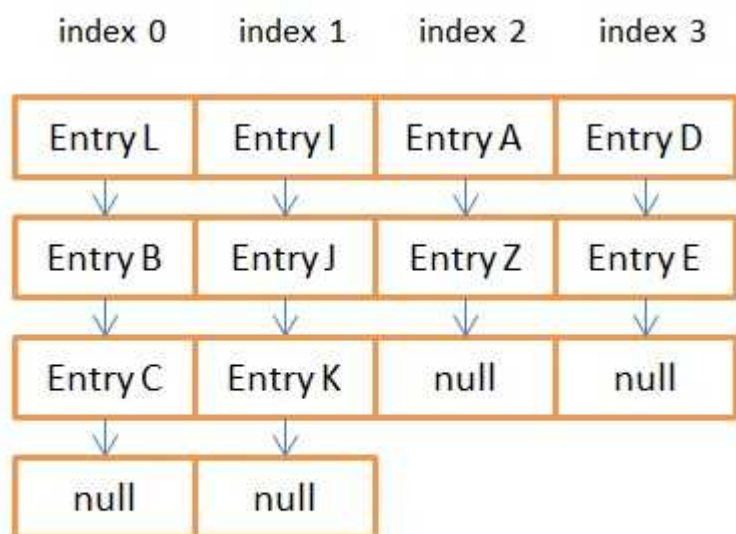 index 0 index 1 index 2 index 3
Entry L Entry I Entry A Entry D
Entry B Entry J Entry Z Entry E
Entry C Entry K null null
null null